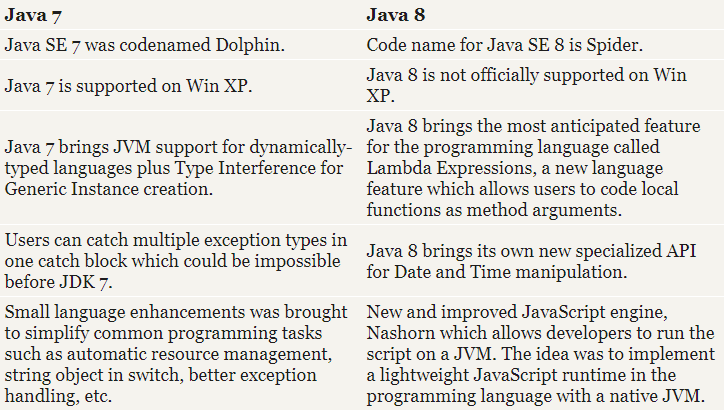 Java 7
Java 8
Java SE 7 was codenamed Dolphin.
Code name for Java SE 8 is Spider.
Java 7 is supported on Win XP.
Java 8 is not officially supported on Win
XP.
Java 7 brings JVM support for dynamically-
typed languages plus Type Interference for
Generic Instance creation.
Java 8 brings the most anticipated feature
for the programming language called
Lambda Expressions, a new language
feature which allows users to code local
functions as method arguments.
Users can catch multiple exception types in
one catch block which could be impossible
before JDK 7.
Java 8 brings its own new specialized API
for Date and Time manipulation.
Small language enhancements was brought
to simplify common programming tasks
such as automatic resource management,
string object in switch, better exception
handling, etc.
New and improved JavaScript engine,
Nashorn which allows developers to run the
script on a JVM. The idea was to implement
a lightweight JavaScript runtime in the
programming language with a native JVM.